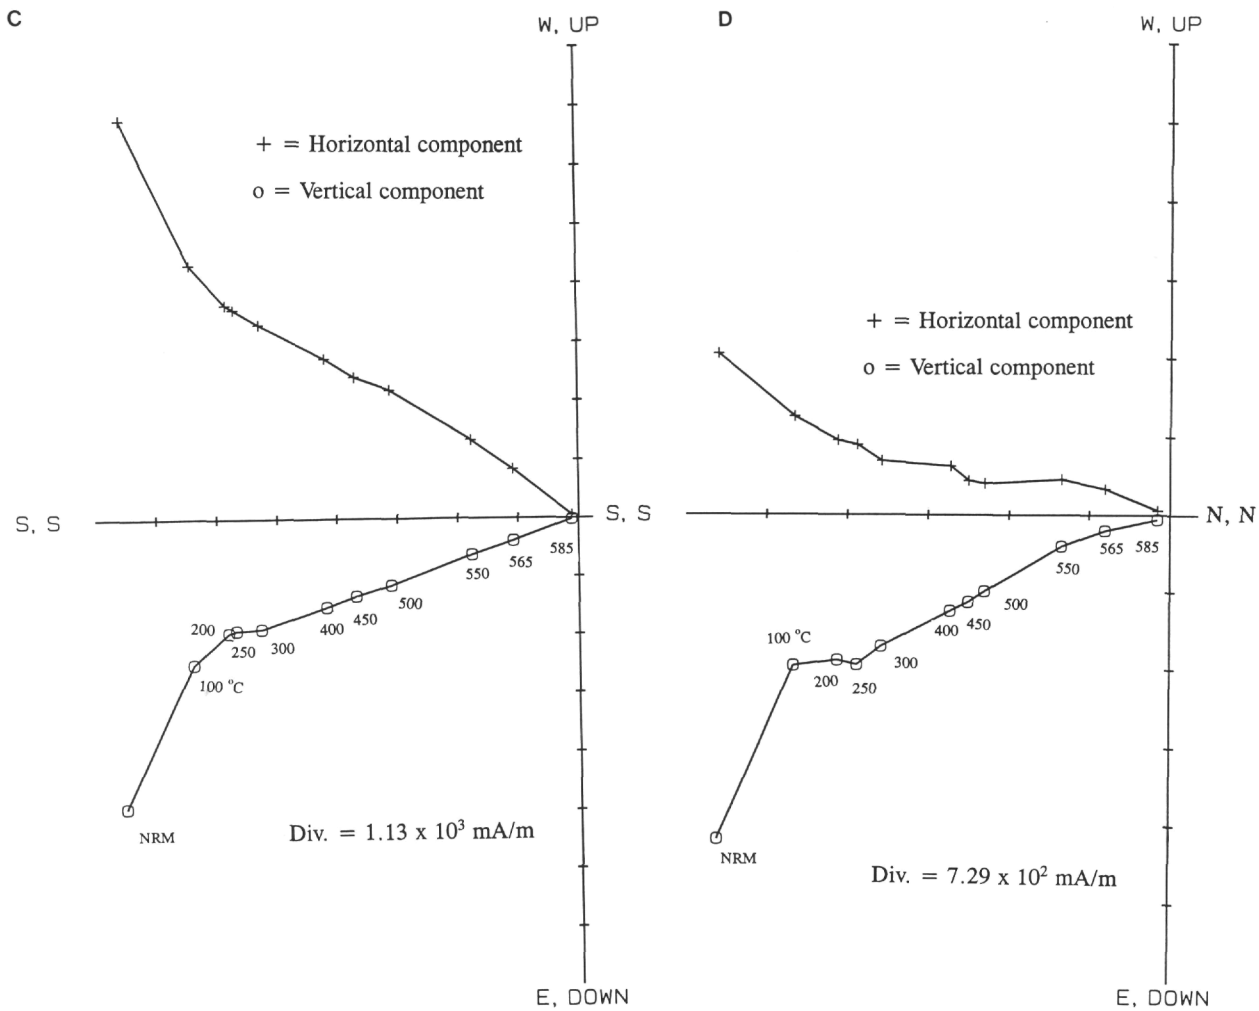 C
W, UP
+ = Horizontal component
o = Vertical component
S, S
S, S
585
565
550
500
450
400
300
250
200
100 °C
NRM
Div. = 1.13 x 10³ mA/m
E, DOWN
D
W, UP
+ = Horizontal component
o = Vertical component
N, N
585
565
550
500
450
400
300
250
200
100 °C
NRM
Div. = 7.29 x 10² mA/m
E, DOWN